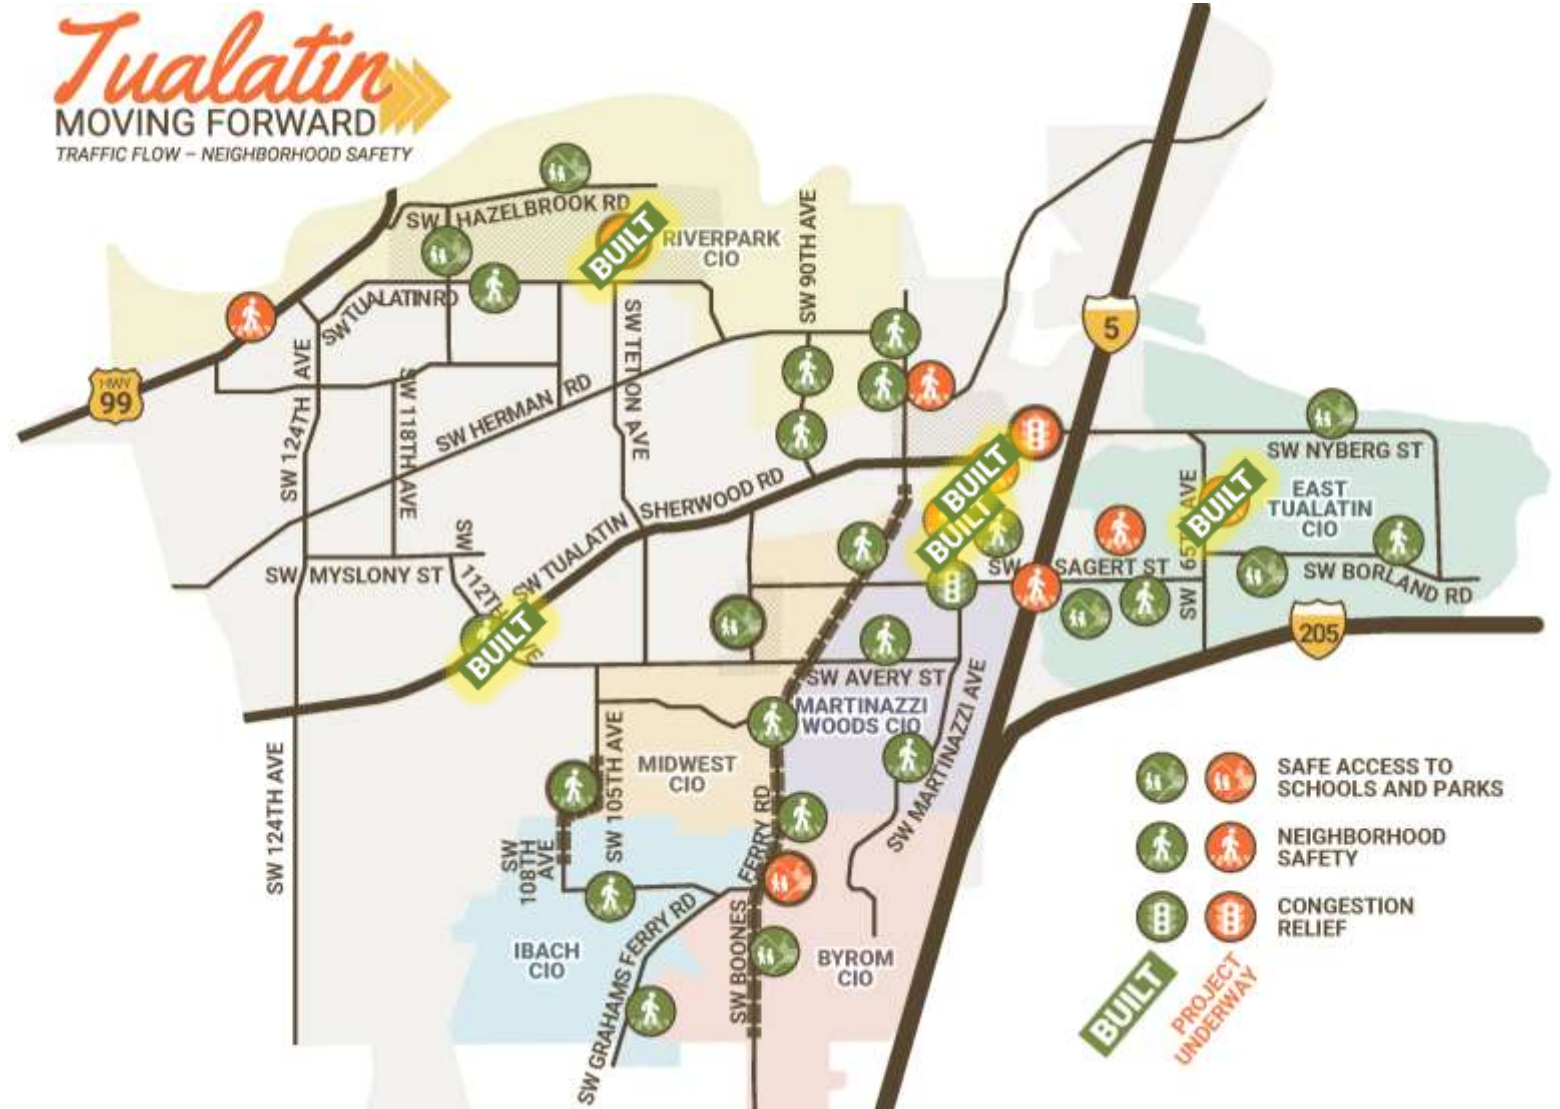 Tualatin
MOVING FORWARD
TRAFFIC FLOW – NEIGHBORHOOD SAFETY
SW HAZELBROOK RD
BUILT
RIVERPARK
CIO
SW 90TH AVE
SW TUALATIN RD
HWY
99
5
SW 124TH AVE
SW 118TH AVE
SW HERMAN RD
SW TETON AVE
SW NYBERG ST
BUILT
BUILT
BUILT
EAST
TUALATIN
CIO
SW 65TH AVE
SW TUALATIN SHERWOOD RD
SW MYSLONY ST
SW 112TH AVE
BUILT
SW SAGERT ST
SW BORLAND RD
205
SW AVERY ST
MARTINAZZI
WOODS CIO
SW MARTINAZZI AVE
MIDWEST
CIO
SW 105TH AVE
SW 124TH AVE
SW
108TH
AVE
SW BOONES FERRY RD
IBACH
CIO
SW GRAHAMS FERRY RD
BYROM
CIO
SAFE ACCESS TO
SCHOOLS AND PARKS
NEIGHBORHOOD
SAFETY
CONGESTION
RELIEF
BUILT
PROJECT
UNDERWAY